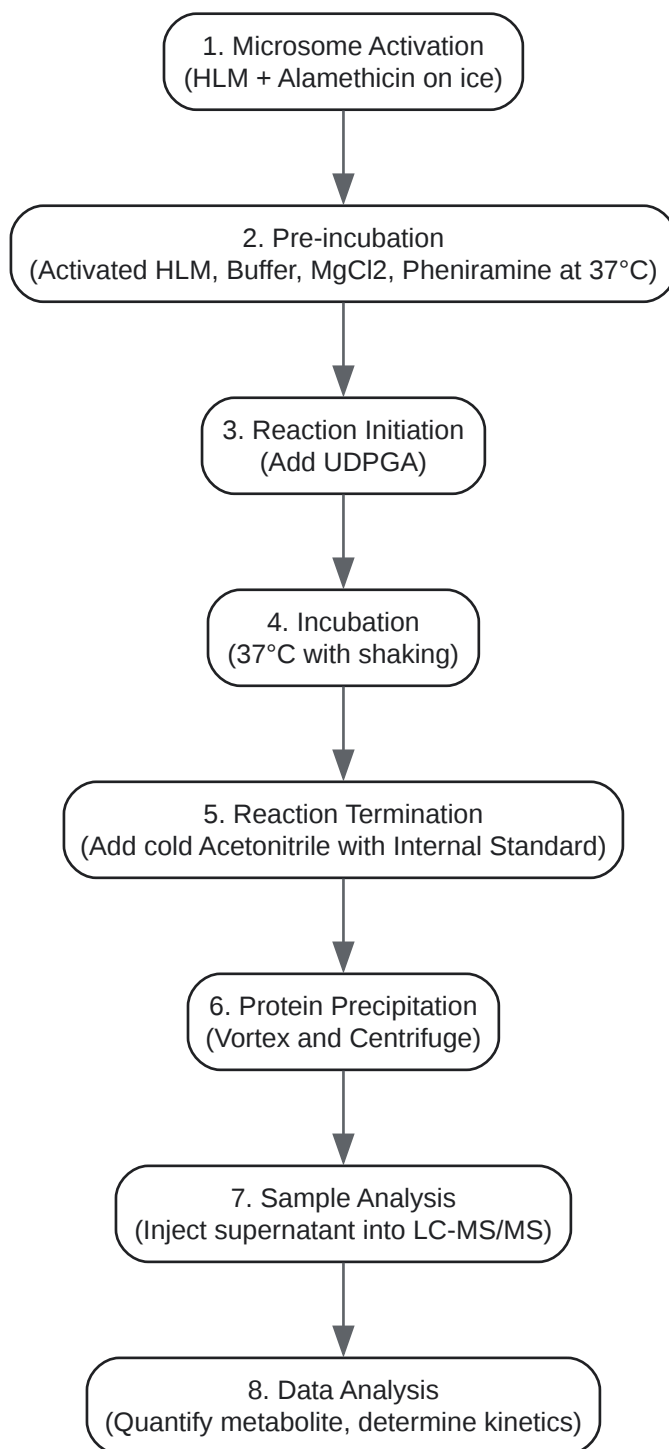 1. Microsome Activation
(HLM + Alamethicin on ice)
2. Pre-incubation
(Activated HLM, Buffer, MgCl2, Pheniramine at 37°C)
3. Reaction Initiation
(Add UDPGA)
4. Incubation
(37°C with shaking)
5. Reaction Termination
(Add cold Acetonitrile with Internal Standard)
6. Protein Precipitation
(Vortex and Centrifuge)
7. Sample Analysis
(Inject supernatant into LC-MS/MS)
8. Data Analysis
(Quantify metabolite, determine kinetics)